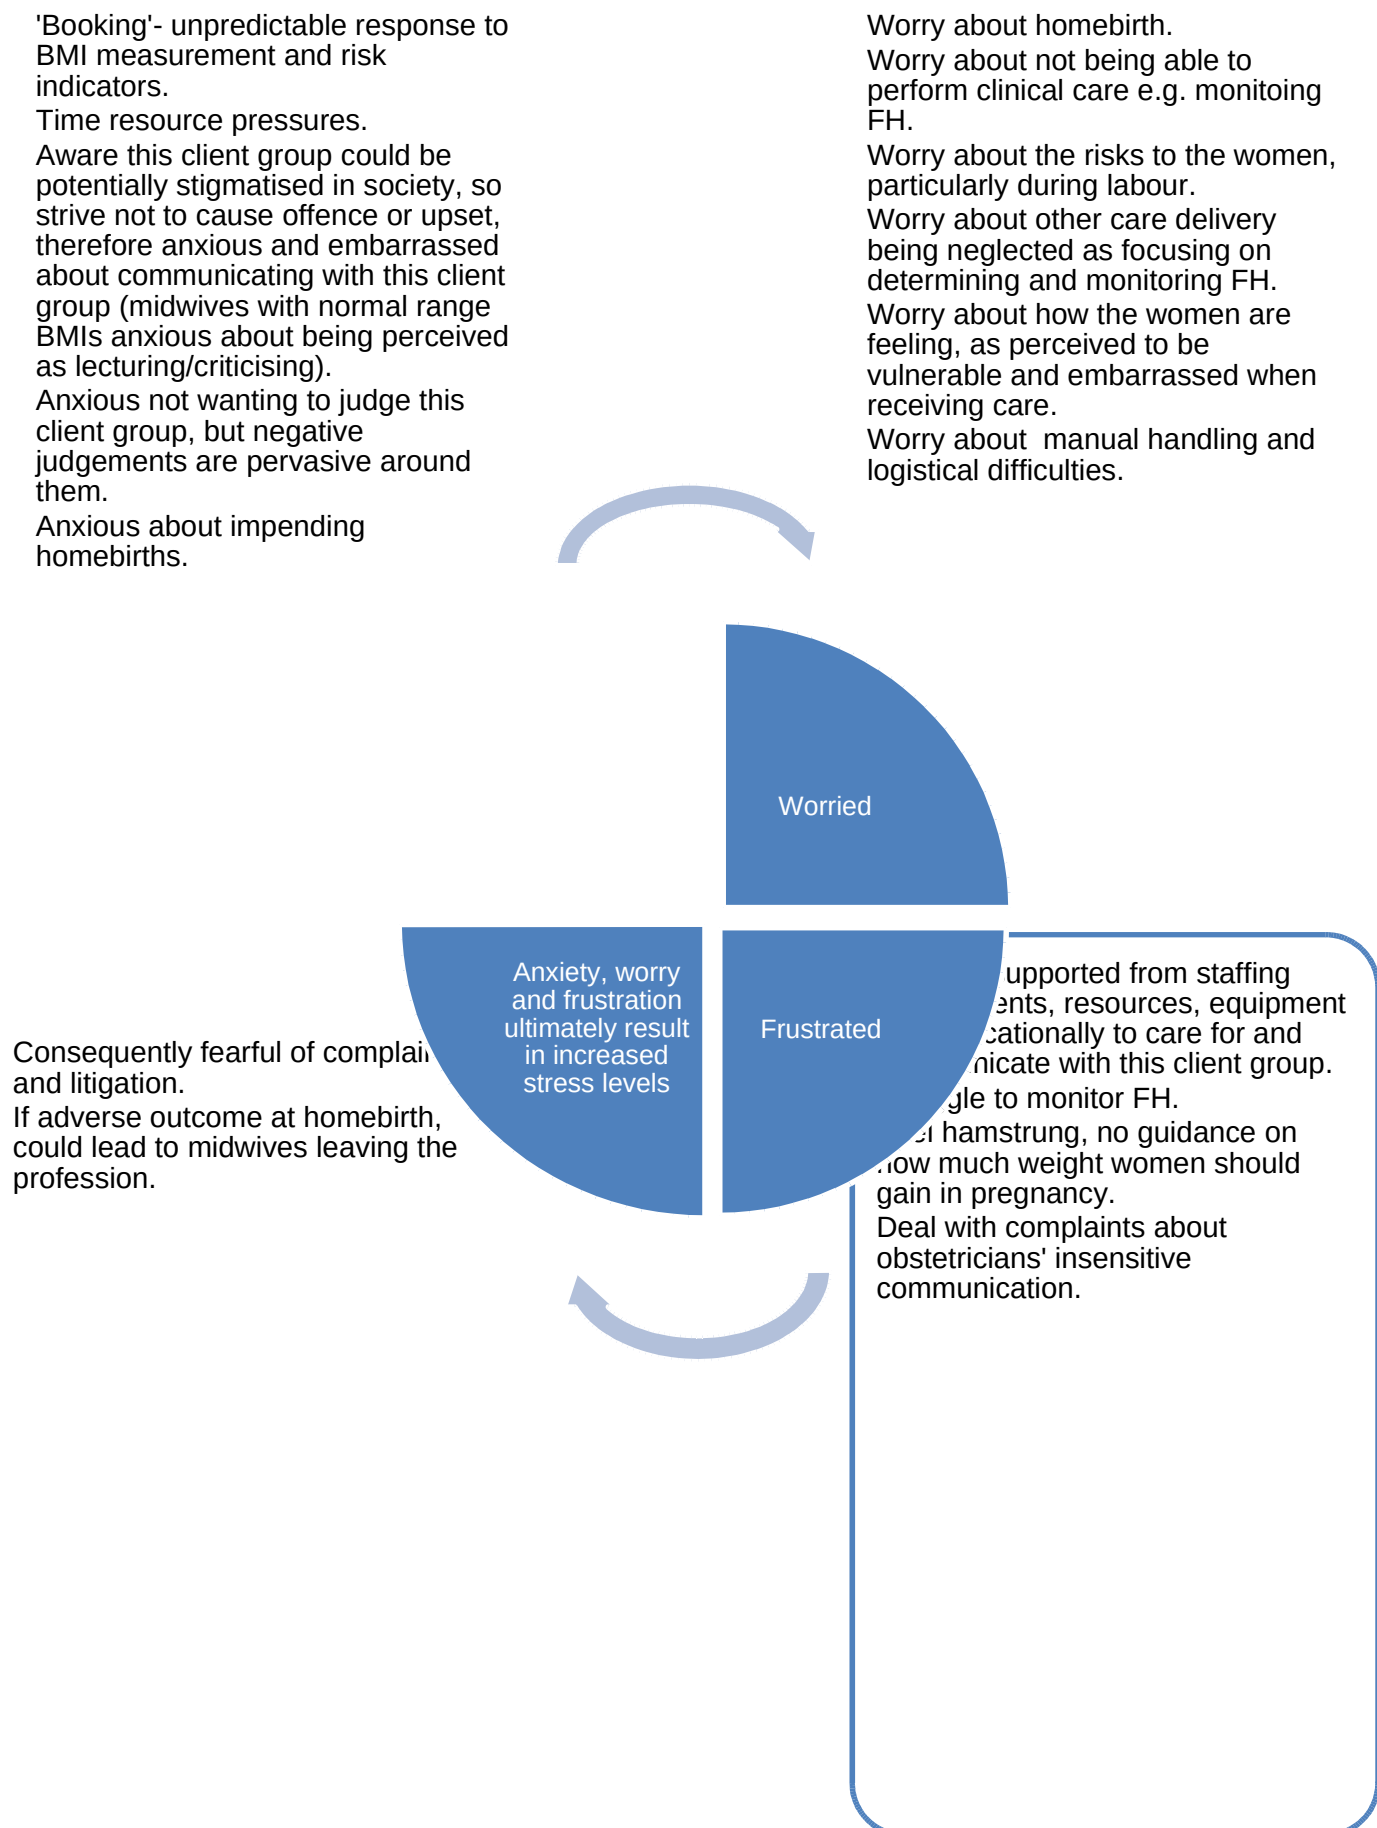 'Booking'- unpredictable response to
BMI measurement and risk
indicators.
Time resource pressures.
Aware this client group could be
potentially stigmatised in society, so
strive not to cause offence or upset,
therefore anxious and embarrassed
about communicating with this client
group (midwives with normal range
BMIs anxious about being perceived
as lecturing/criticising).
Anxious not wanting to judge this
client group, but negative
judgements are pervasive around
them.
Anxious about impending
homebirths.
Worry about homebirth.
Worry about not being able to
perform clinical care e.g. monitoing
FH.
Worry about the risks to the women,
particularly during labour.
Worry about other care delivery
being neglected as focusing on
determining and monitoring FH.
Worry about how the women are
feeling, as perceived to be
vulnerable and embarrassed when
receiving care.
Worry about  manual handling and
logistical difficulties.
Worried
Anxiety, worry
and frustration
ultimately result
in increased
stress levels
Frustrated
Consequently fearful of
and litigation.
If adverse outcome at homebirth,
could lead to midwives leaving the
profession.
from staffing
resources, equipment
to care for and
with this client group.
to monitor FH.
hamstrung, no guidance on
how much weight women should
gain in pregnancy.
Deal with complaints about
obstetricians' insensitive
communication.